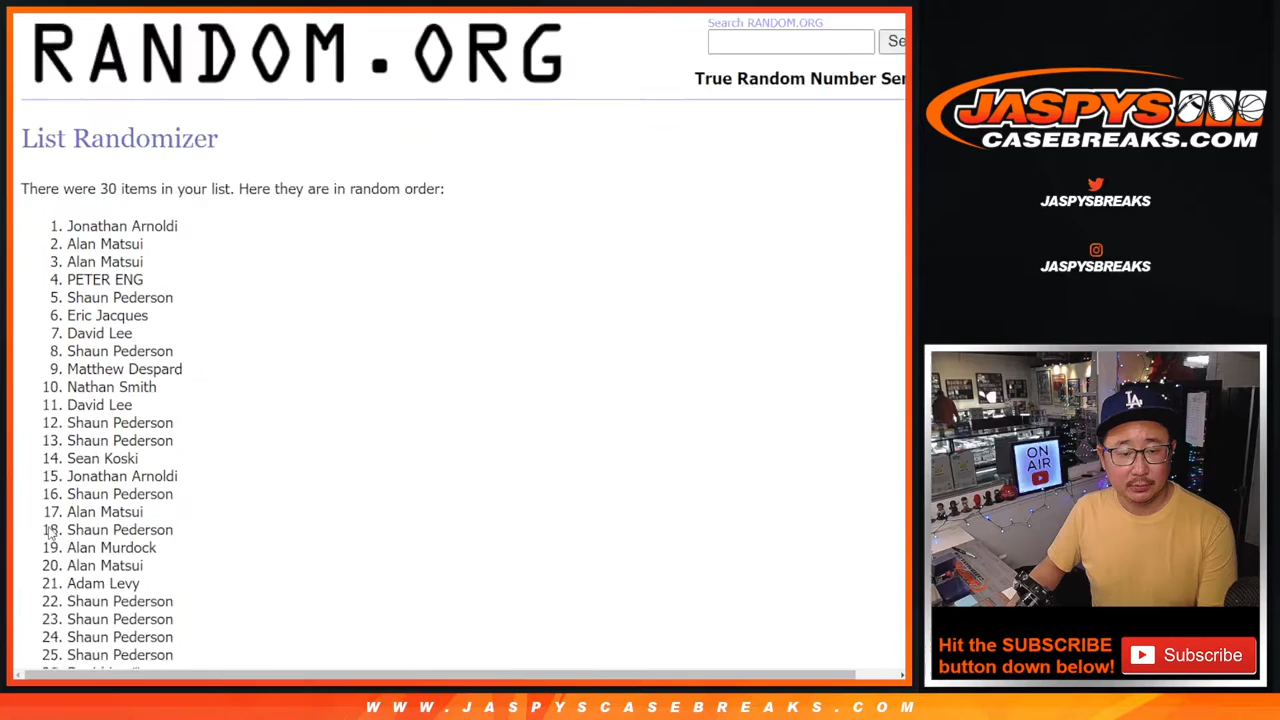 RANDOM.ORG
Search RANDOM.ORG
Se
True Random Number Ser
List Randomizer
There were 30 items in your list. Here they are in random order:
1. Jonathan Arnoldi
2. Alan Matsui
3. Alan Matsui
4. PETER ENG
5. Shaun Pederson
6. Eric Jacques
7. David Lee
8. Shaun Pederson
9. Matthew Despard
10. Nathan Smith
11. David Lee
12. Shaun Pederson
13. Shaun Pederson
14. Sean Koski
15. Jonathan Arnoldi
16. Shaun Pederson
17. Alan Matsui
18. Shaun Pederson
19. Alan Murdock
20. Alan Matsui
21. Adam Levy
22. Shaun Pederson
23. Shaun Pederson
24. Shaun Pederson
25. Shaun Pederson
JASPYS
CASEBREAKS.COM
JASPYSBREAKS
JASPYSBREAKS
ON
AIR
LA
Hit the SUBSCRIBE
button down below!
Subscribe
WWW.JASPYSCASEBREAKS.COM